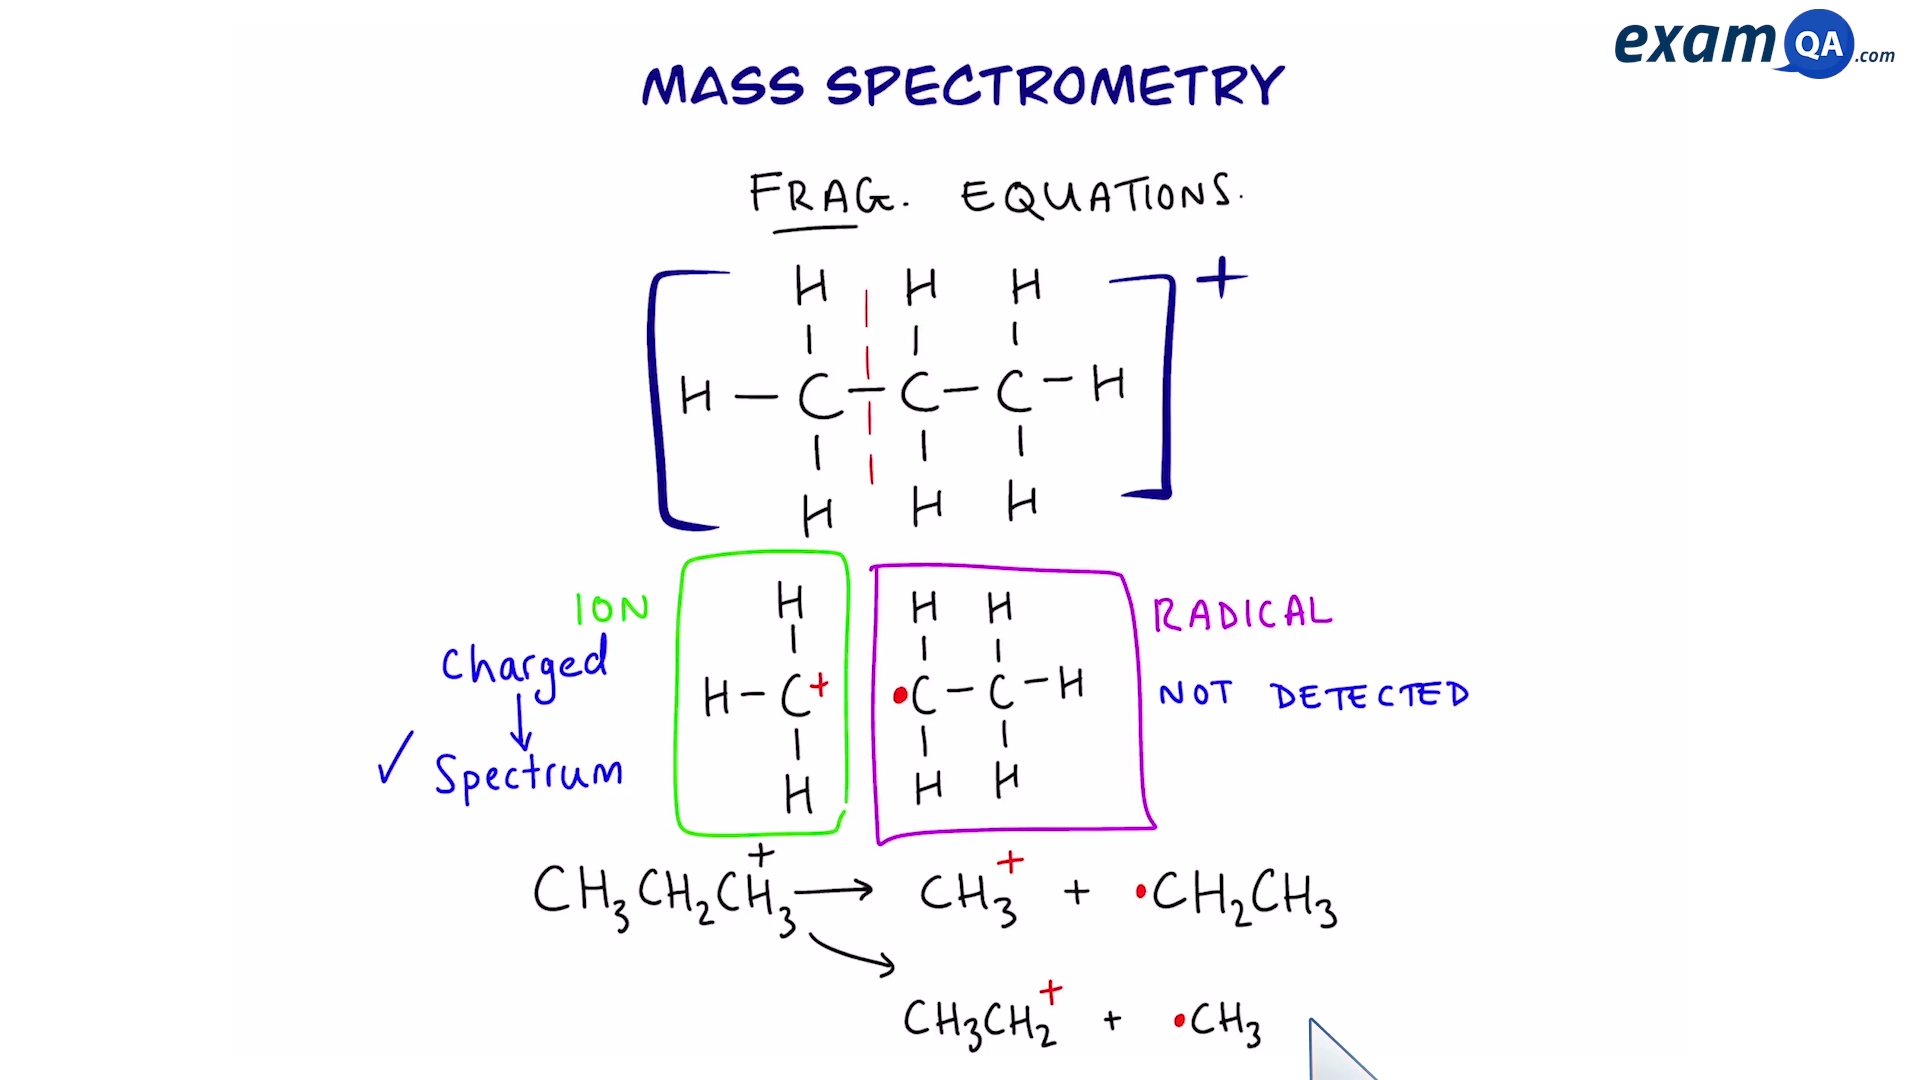 examQA.com
MASS SPECTROMETRY
FRAG. EQUATIONS.
H H H +
H – C – C – C – H
H H H
ION
Charged
✓ Spectrum
H
H – C+
H
H H
•C – C – H
H H
RADICAL
NOT DETECTED
CH₃CH₂CH₃⁺ → CH₃⁺ + •CH₂CH₃
→ CH₃CH₂⁺ + •CH₃